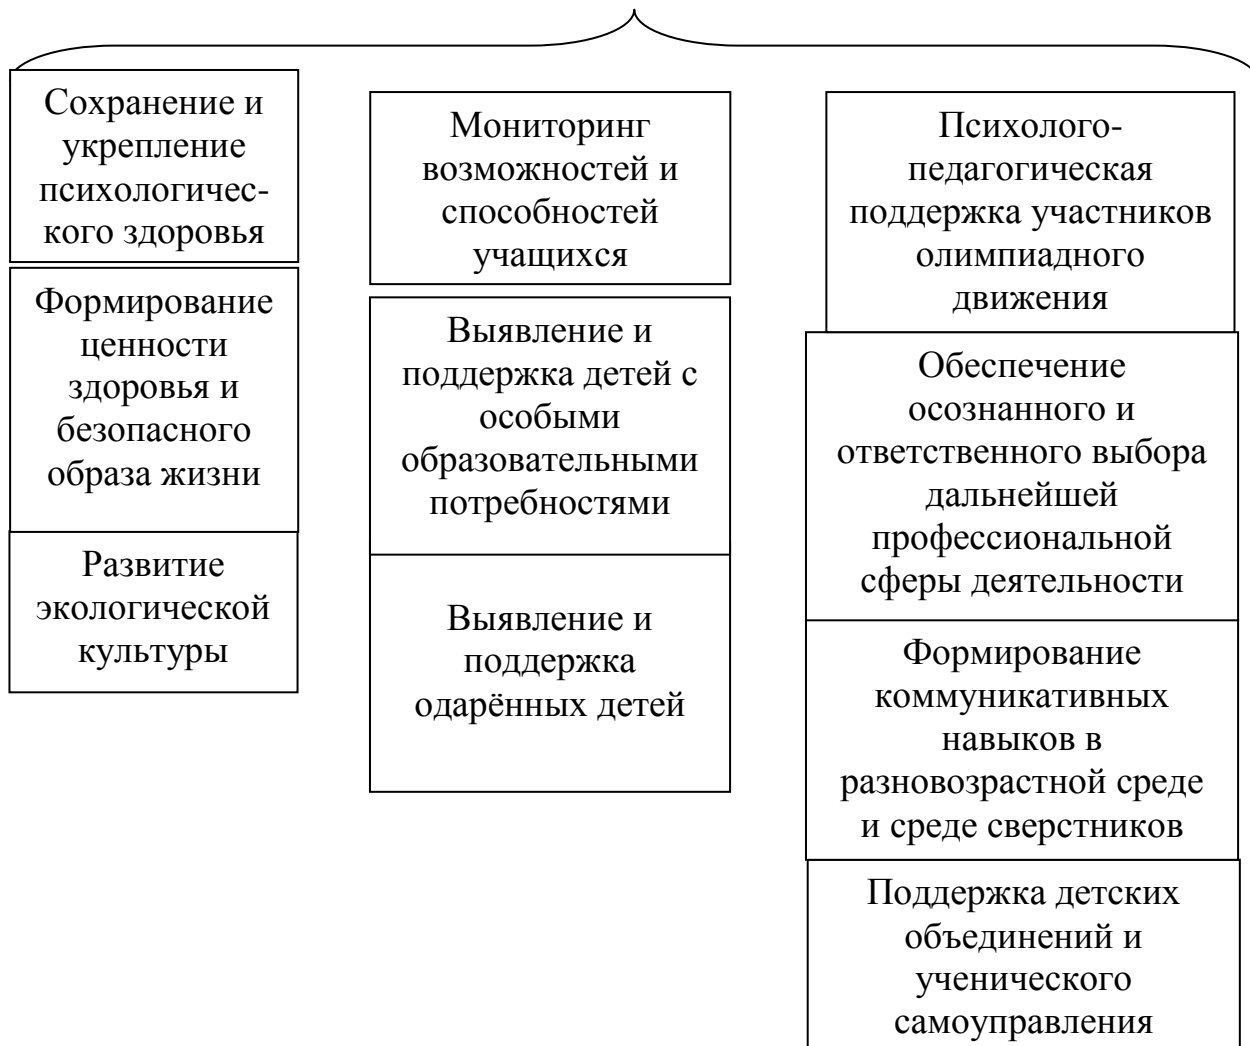 Сохранение и
укрепление
психологичес-
кого здоровья
Формирование
ценности
здоровья и
безопасного
образа жизни
Развитие
экологической
культуры
Мониторинг
возможностей и
способностей
учащихся
Выявление и
поддержка детей с
особыми
образовательными
потребностями
Выявление и
поддержка
одарённых детей
Психолого-
педагогическая
поддержка участников
олимпиадного
движения
Обеспечение
осознанного и
ответственного выбора
дальнейшей
профессиональной
сферы деятельности
Формирование
коммуникативных
навыков в
разновозрастной среде
и среде сверстников
Поддержка детских
объединений и
ученического
самоуправления